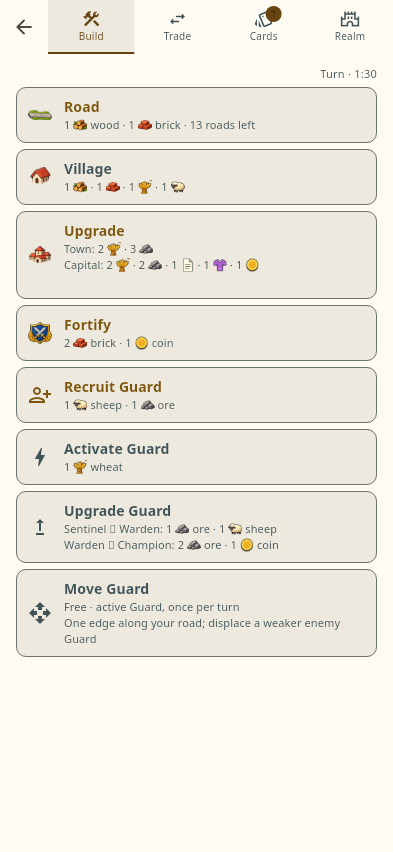 Build
Trade
Cards
Realm
Turn · 1:30
Road
1 wood · 1 brick · 13 roads left
Village
1 · 1 · 1 · 1
Upgrade
Town: 2 · 3
Capital: 2 · 2 · 1 · 1 · 1
Fortify
2 brick · 1 coin
Recruit Guard
1 sheep · 1 ore
Activate Guard
1 wheat
Upgrade Guard
Sentinel Warden: 1 ore · 1 sheep
Warden Champion: 2 ore · 1 coin
Move Guard
Free · active Guard, once per turn
One edge along your road; displace a weaker enemy
Guard